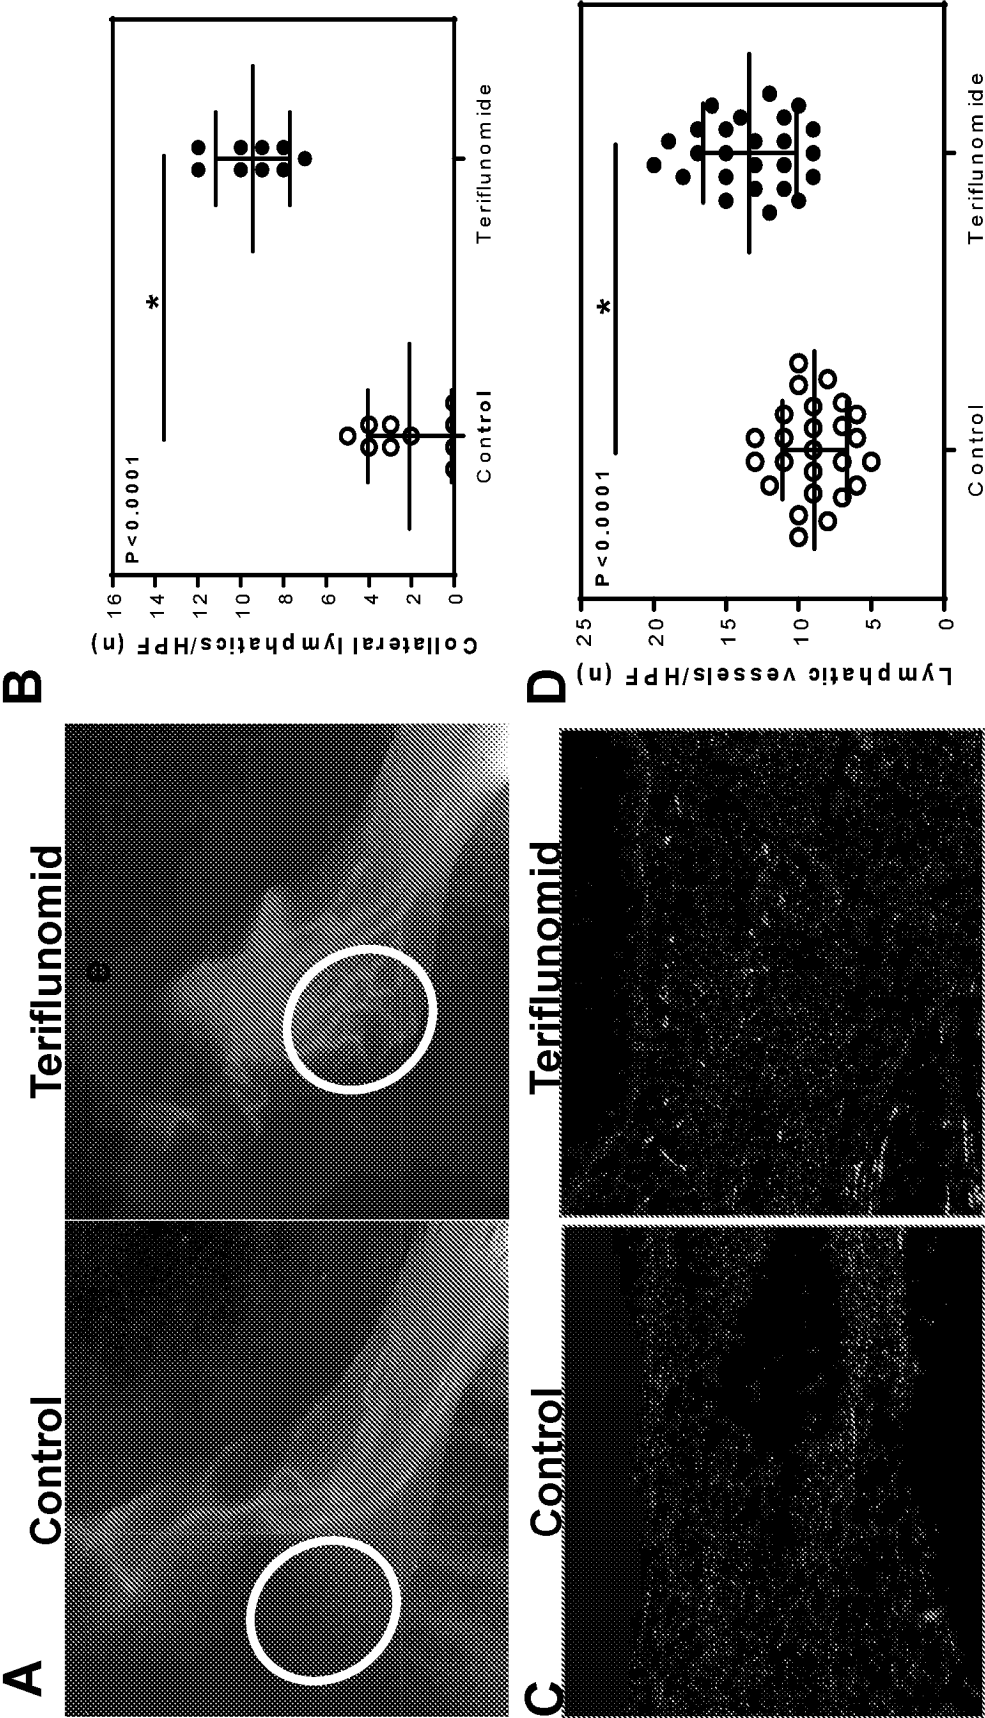 A
Control
Teriflunomid
e
B
P<0.0001
*
16
14
12
10
8
6
4
2
0
Collateral lymphatics/HPF (n)
Control
Teriflunomide
C
Control
Teriflunomid
D
P<0.0001
*
25
20
15
10
5
0
Lymphatic vessels/HPF (n)
Control
Teriflunomide